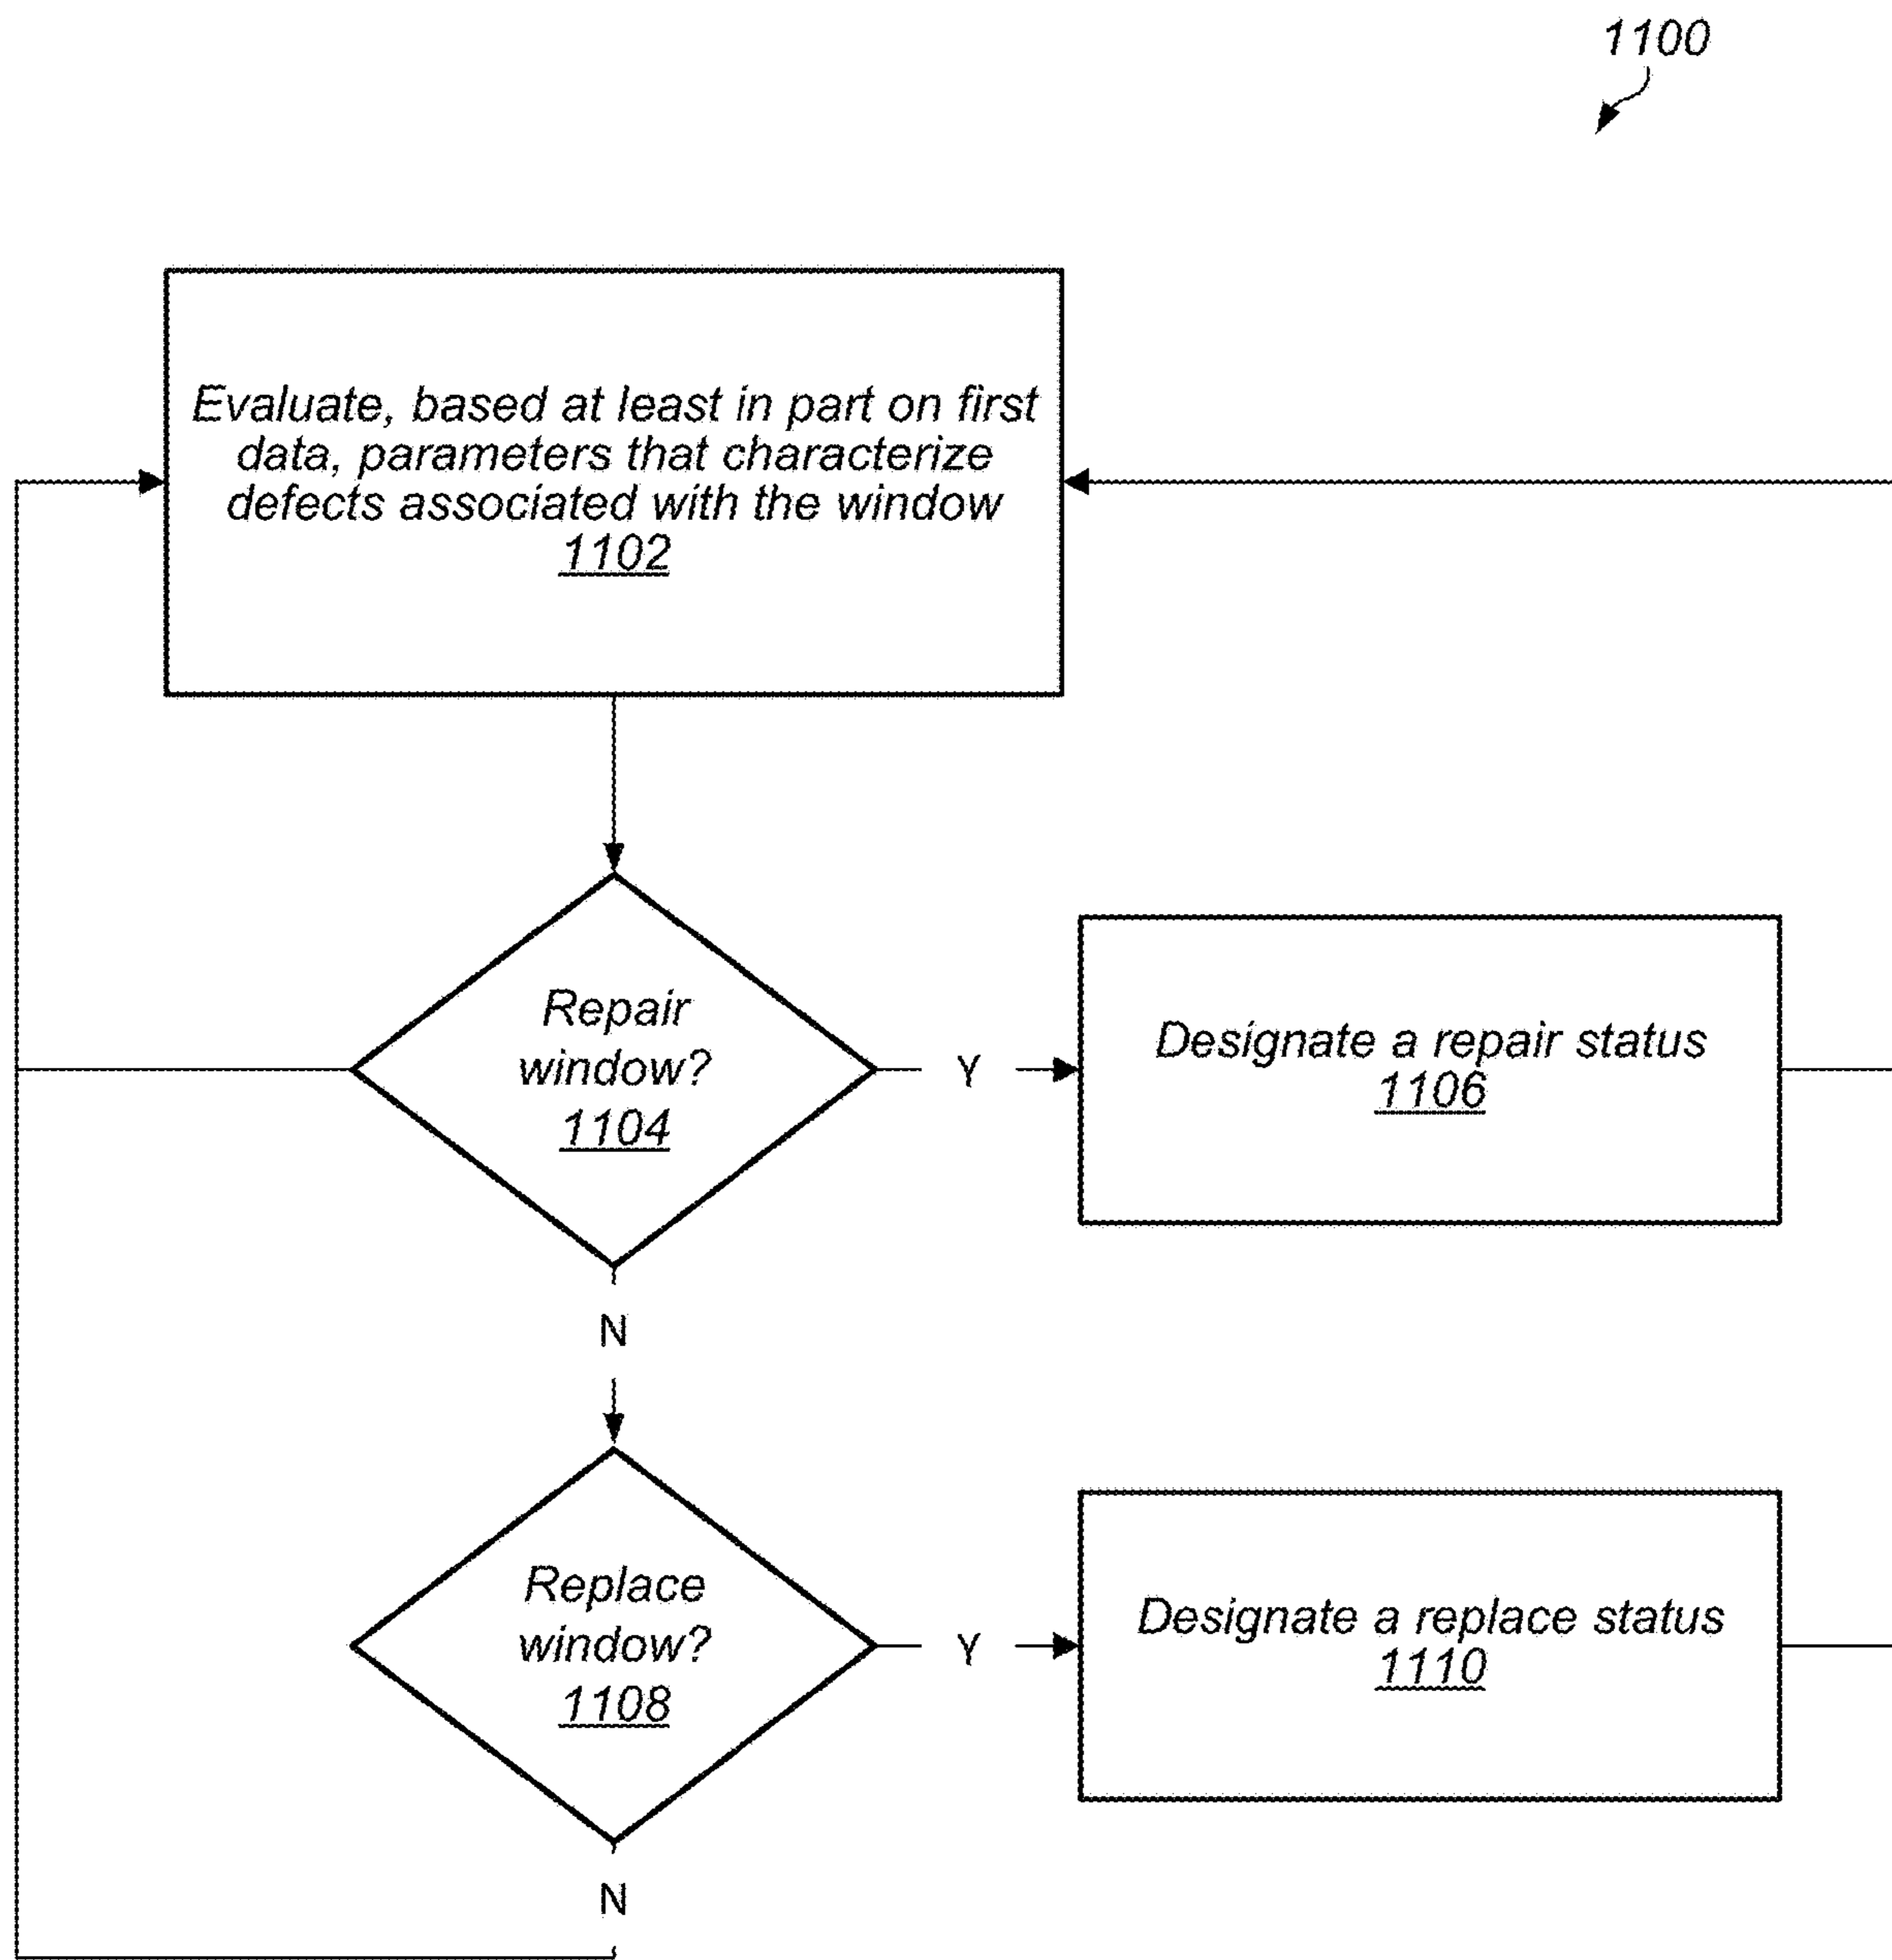 1100
Evaluate, based at least in part on first
data, parameters that characterize
defects associated with the window
1102
Repair
window?
1104
Y
Designate a repair status
1106
N
Replace
window?
1108
Y
Designate a replace status
1110
N